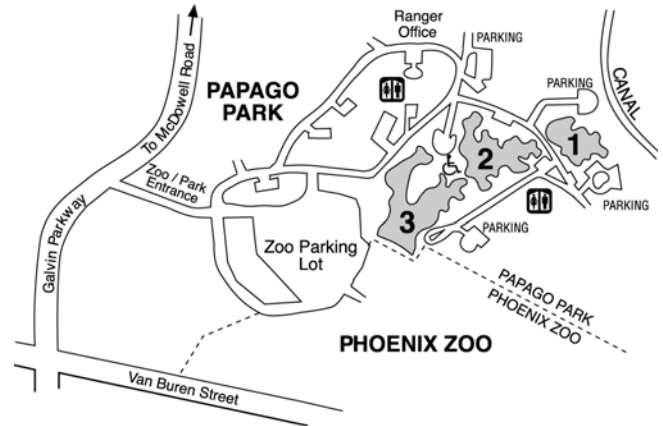 Ranger
Office
PARKING
To McDowell Road
PAPAGO
PARK
PARKING
CANAL
1
2
Zoo / Park
Entrance
3
PARKING
PARKING
Galvin Parkway
Zoo Parking
Lot
PAPAGO PARK
PHOENIX ZOO
PHOENIX ZOO
Van Buren Street